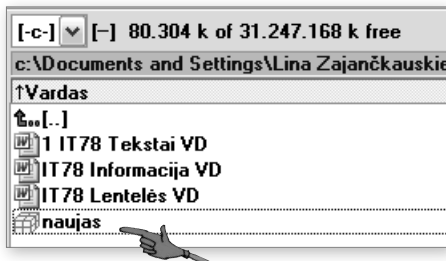 [-c-] [–] 80.304 k of 31.247.168 k free
c:\Documents and Settings\Lina Zajančkauskie
↑Vardas
[..]
1 IT78 Tekstai VD
IT78 Informacija VD
IT78 Lentelės VD
naujas